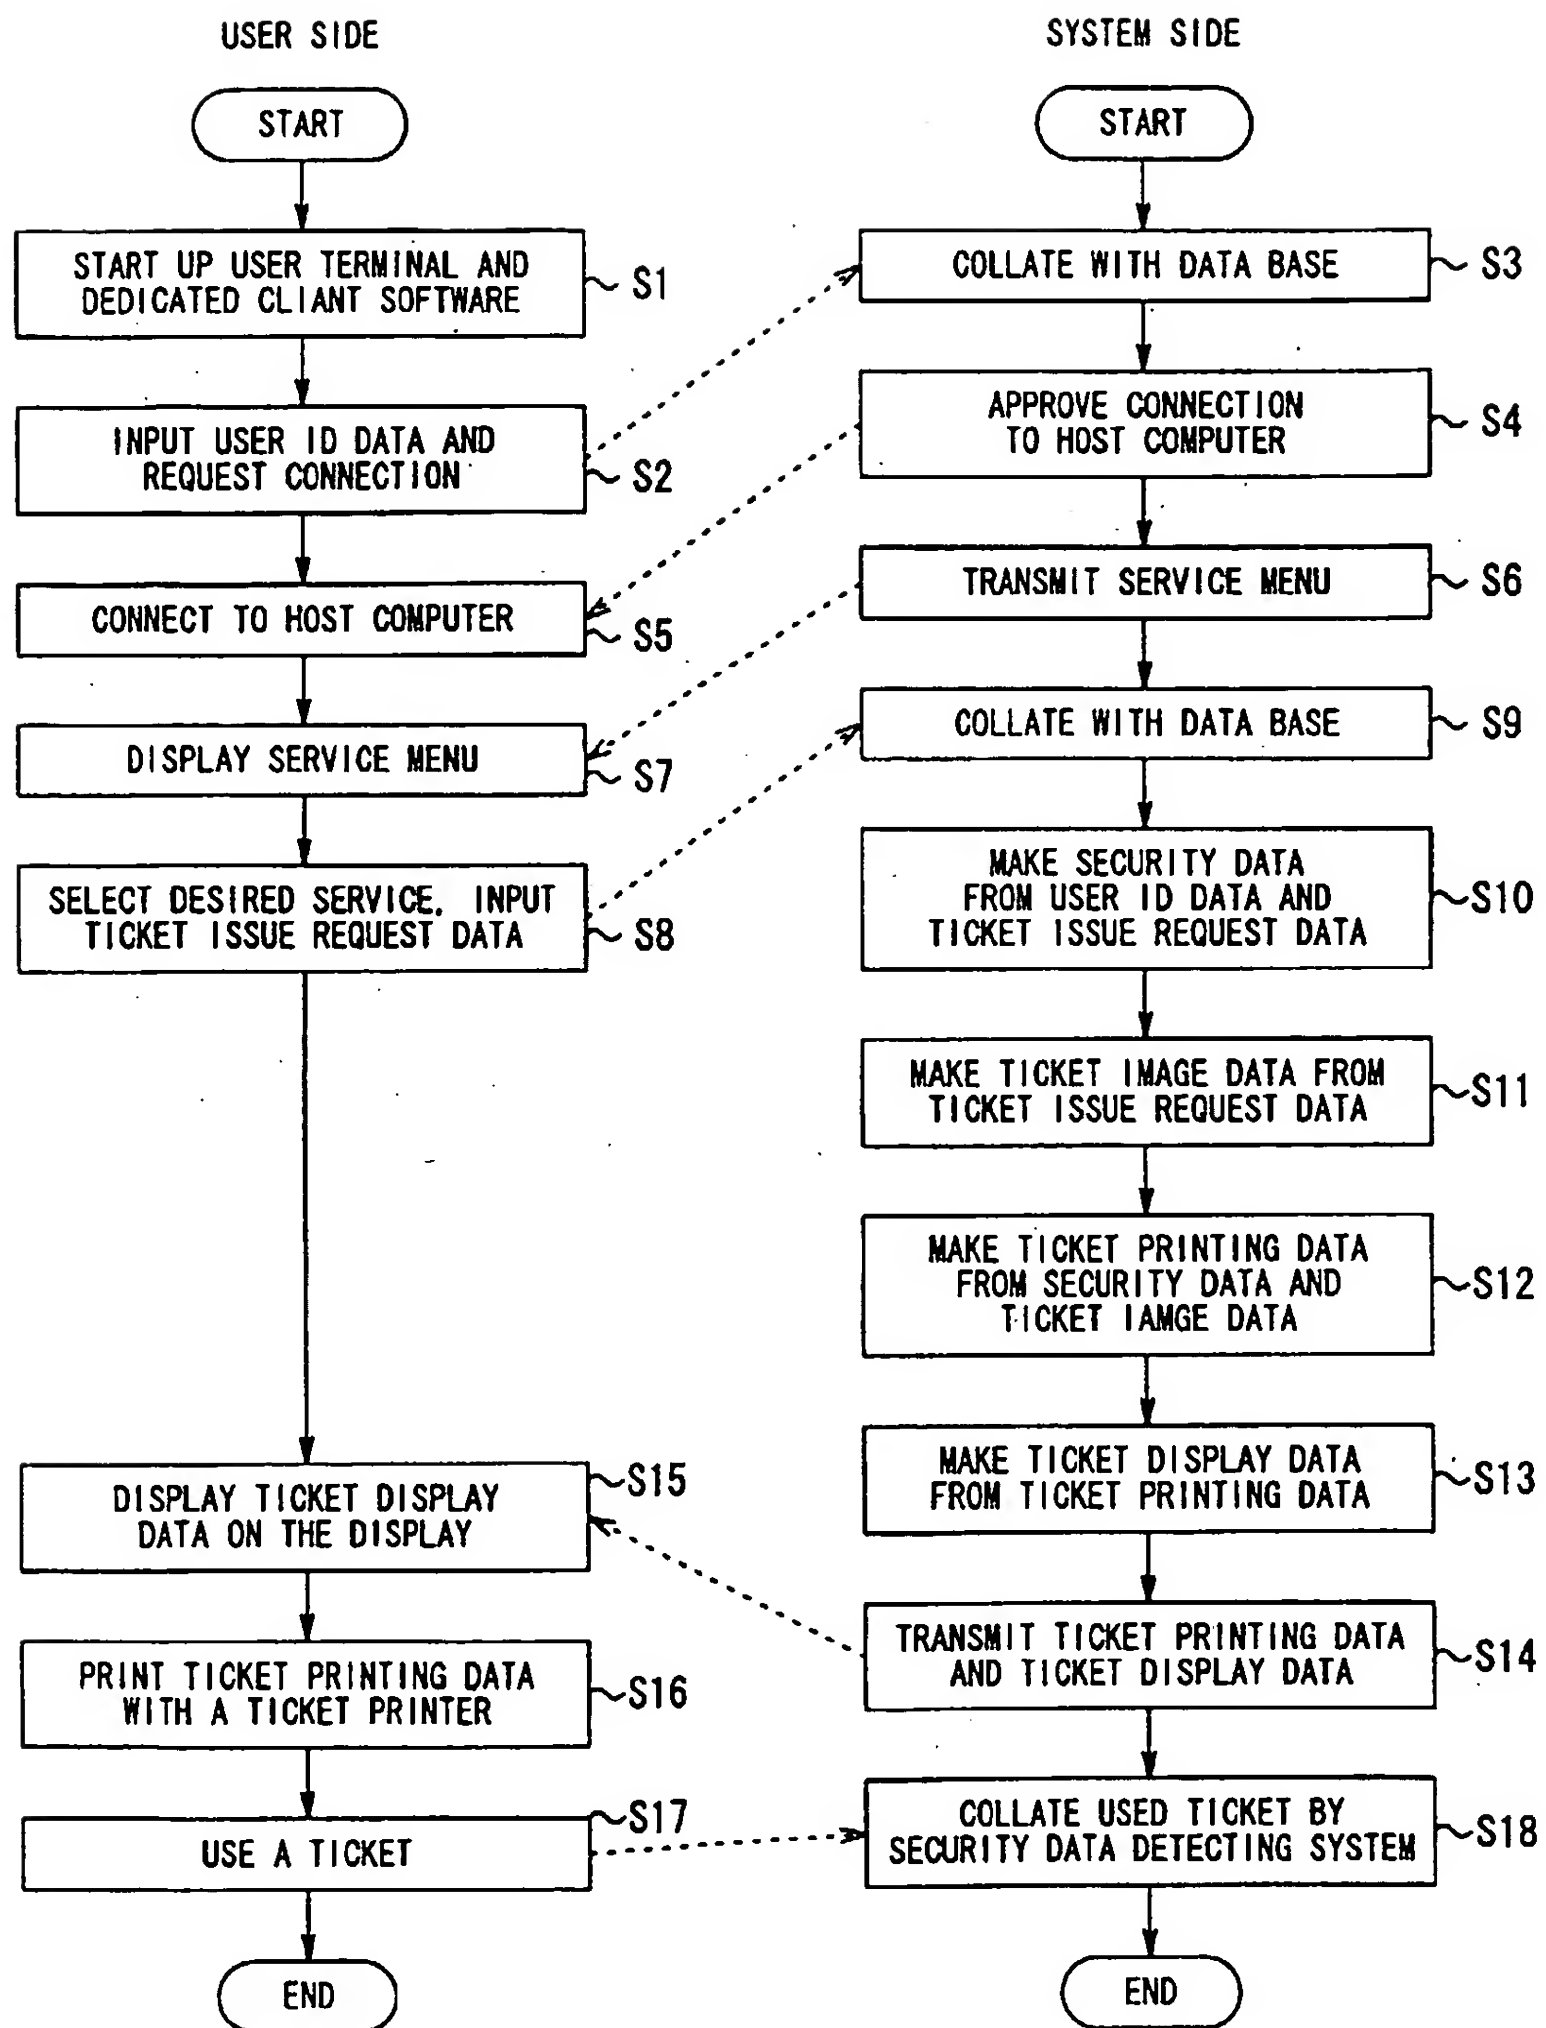 USER SIDE
START
START UP USER TERMINAL AND
DEDICATED CLIANT SOFTWARE
S1
INPUT USER ID DATA AND
REQUEST CONNECTION
S2
CONNECT TO HOST COMPUTER
S5
DISPLAY SERVICE MENU
S7
SELECT DESIRED SERVICE, INPUT
TICKET ISSUE REQUEST DATA
S8
DISPLAY TICKET DISPLAY
DATA ON THE DISPLAY
S15
PRINT TICKET PRINTING DATA
WITH A TICKET PRINTER
S16
USE A TICKET
S17
END
SYSTEM SIDE
START
COLLATE WITH DATA BASE
S3
APPROVE CONNECTION
TO HOST COMPUTER
S4
TRANSMIT SERVICE MENU
S6
COLLATE WITH DATA BASE
S9
MAKE SECURITY DATA
FROM USER ID DATA AND
TICKET ISSUE REQUEST DATA
S10
MAKE TICKET IMAGE DATA FROM
TICKET ISSUE REQUEST DATA
S11
MAKE TICKET PRINTING DATA
FROM SECURITY DATA AND
TICKET IAMGE DATA
S12
MAKE TICKET DISPLAY DATA
FROM TICKET PRINTING DATA
S13
TRANSMIT TICKET PRINTING DATA
AND TICKET DISPLAY DATA
S14
COLLATE USED TICKET BY
SECURITY DATA DETECTING SYSTEM
S18
END